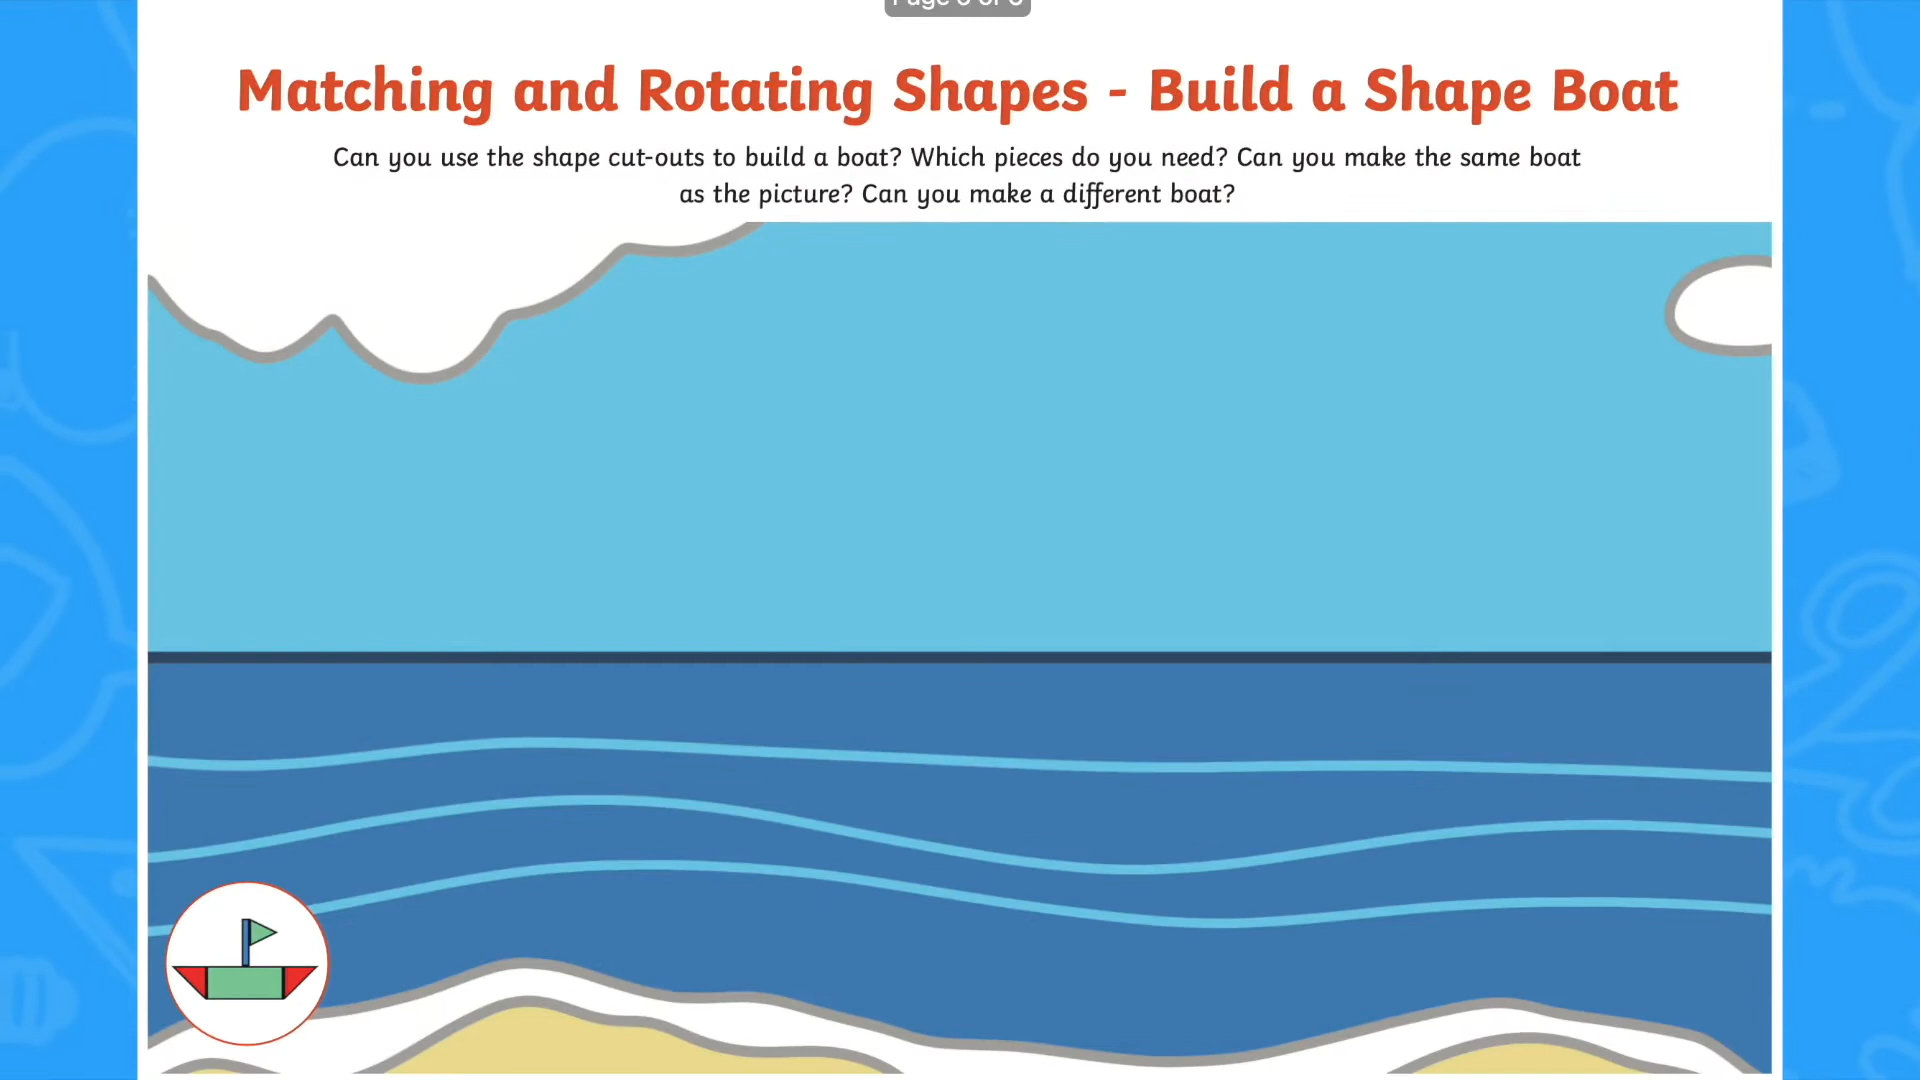 Matching and Rotating Shapes - Build a Shape Boat
Can you use the shape cut-outs to build a boat? Which pieces do you need? Can you make the same boat
as the picture? Can you make a different boat?